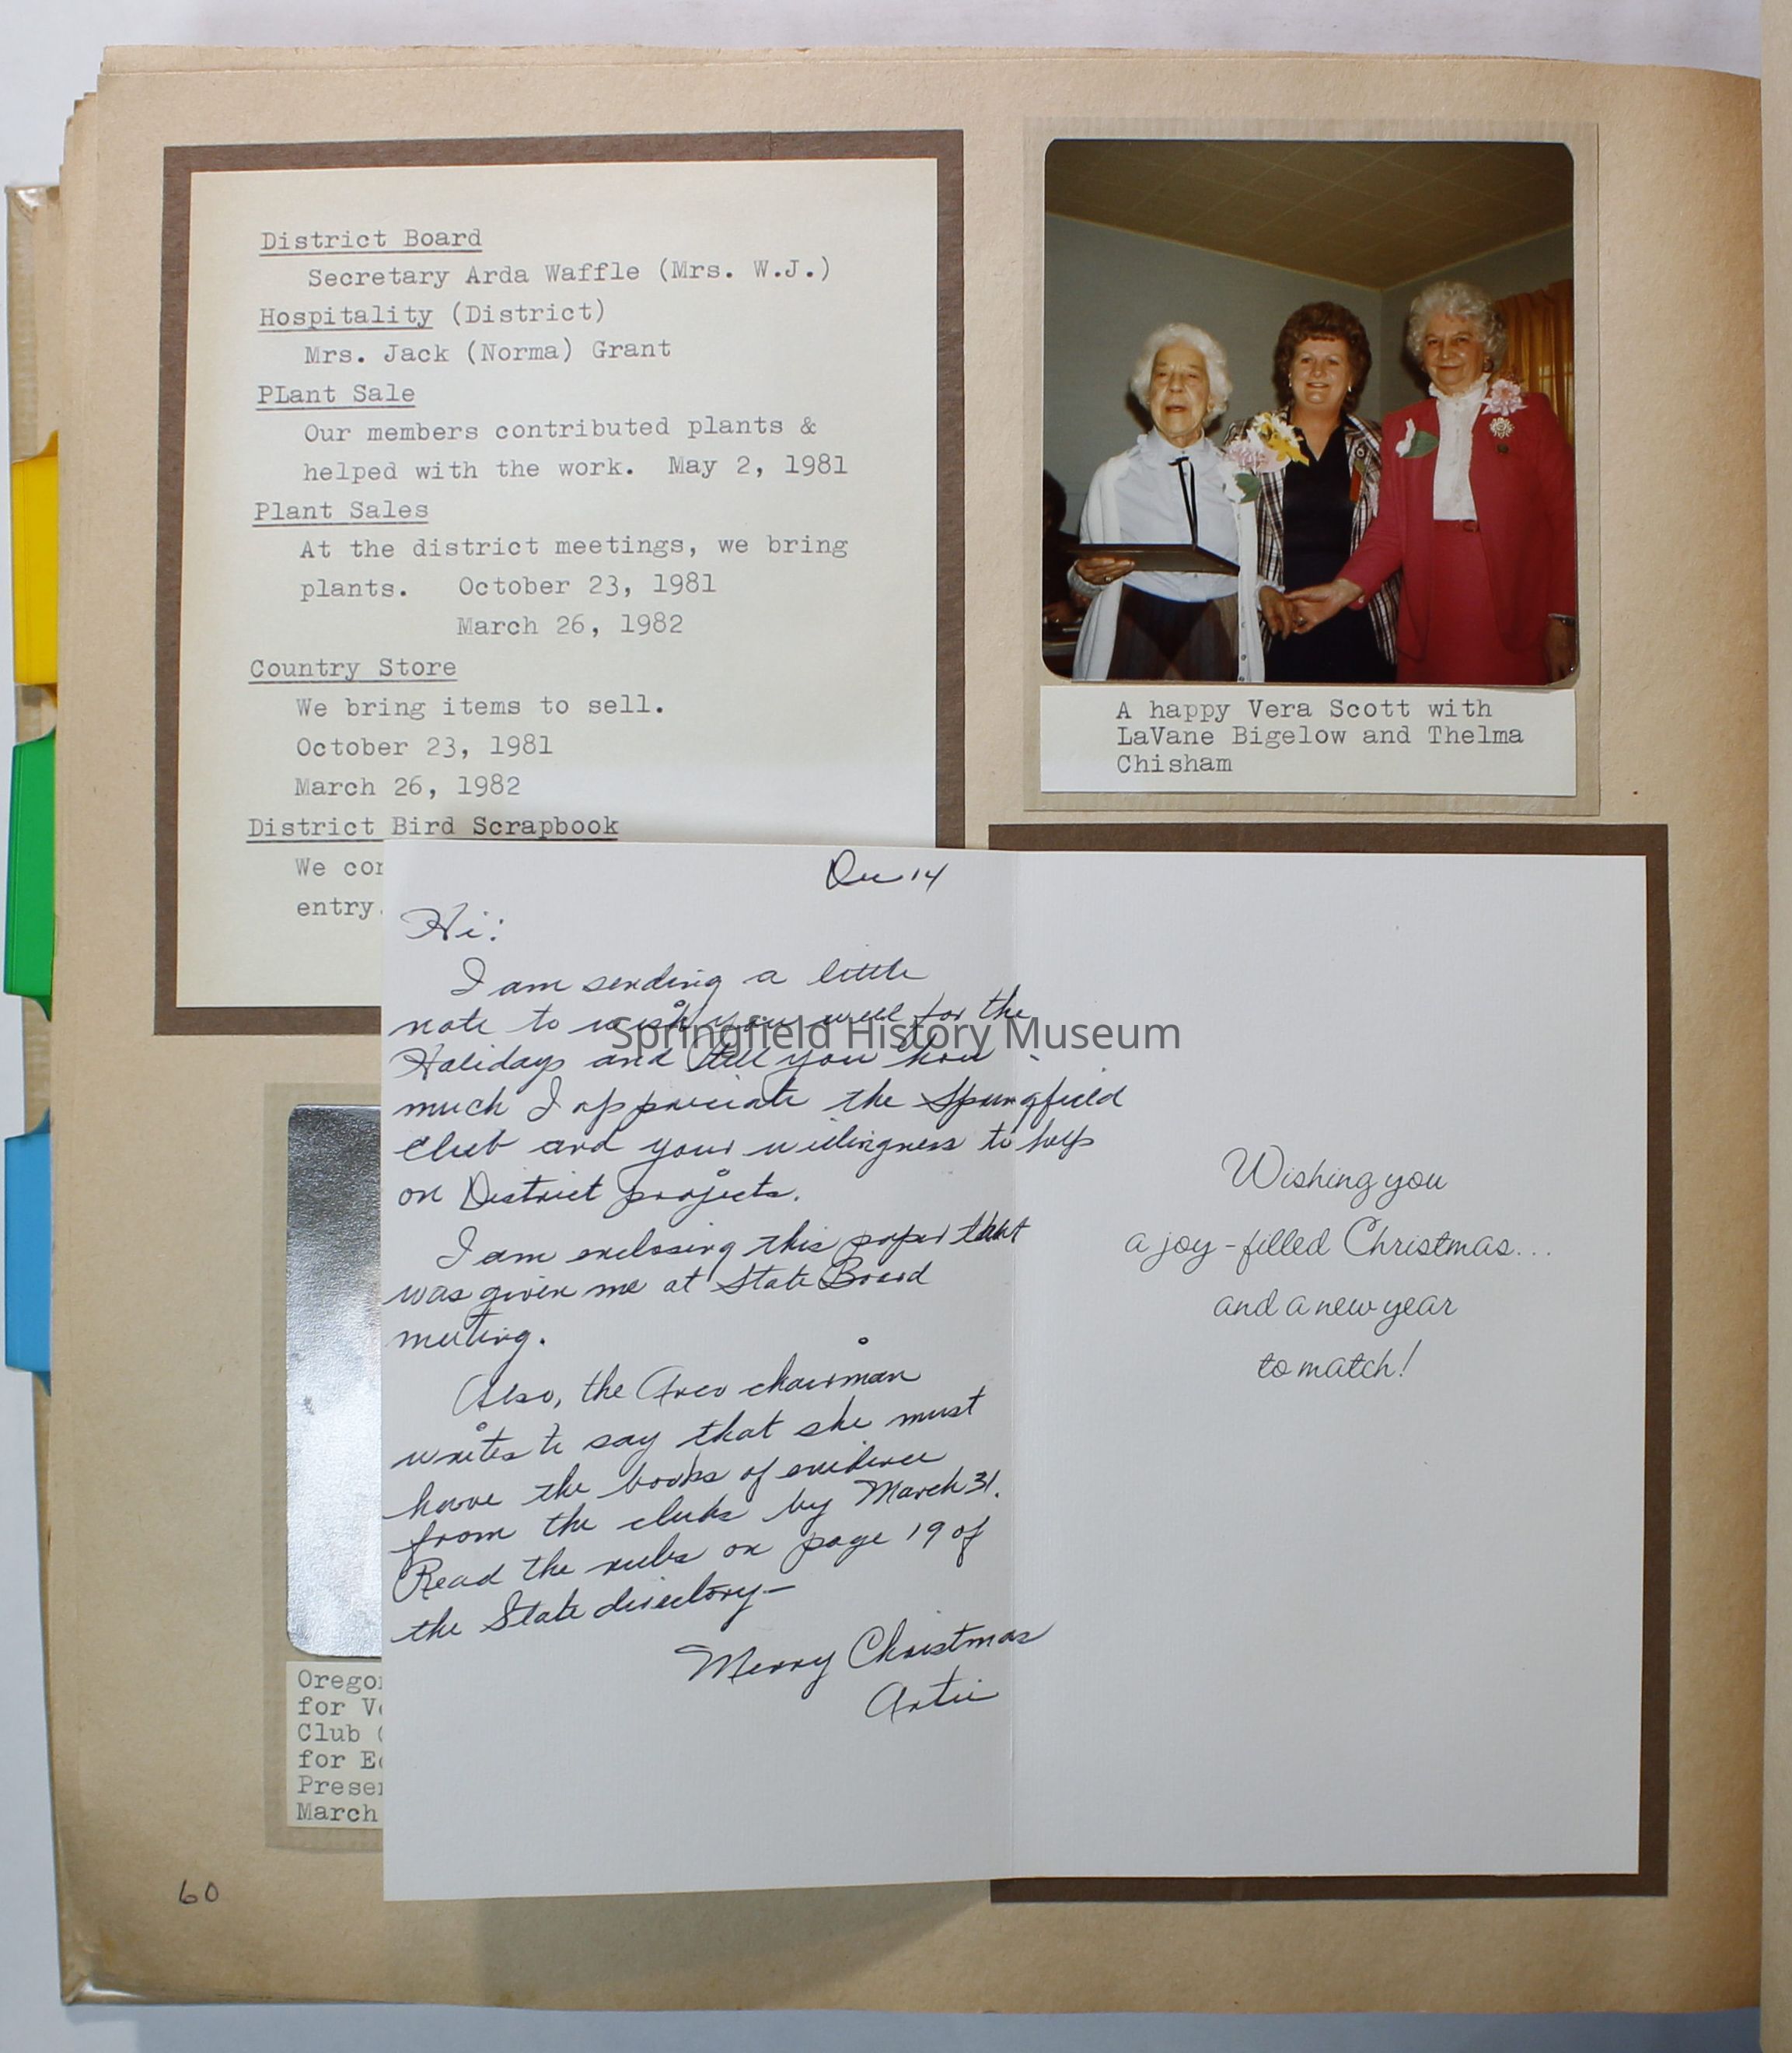 District Board
Secretary Arda Waffle (Mrs. W.J.)
Hospitality (District)
Mrs. Jack (Norma) Grant
PLant Sale
Our members contributed plants &
helped with the work. May 2, 1981
Plant Sales
At the district meetings, we bring
plants. October 23, 1981
March 26, 1982
Country Store
We bring items to sell.
October 23, 1981
March 26, 1982
District Bird Scrapbook
We
entry.
A happy Vera Scott with
LaVane Bigelow and Thelma
Chisham
Dec 14
Hi:
I am sending a little
note to wish you well for the
Holidays and tell you how
much I appreciate the Springfield
Club and your willingness to help
on District projects.
I am enclosing this paper that
was given me at State Board
meeting.
Also, the Arco chairman
writes to say that she must
have the books of evidence
from the clubs by March 31.
Read the rules on page 19 of
the State directory—
Merry Christmas
Artie
Wishing you
a joy-filled Christmas...
and a new year
to match!
for
Club
for
March
60
Springfield History Museum